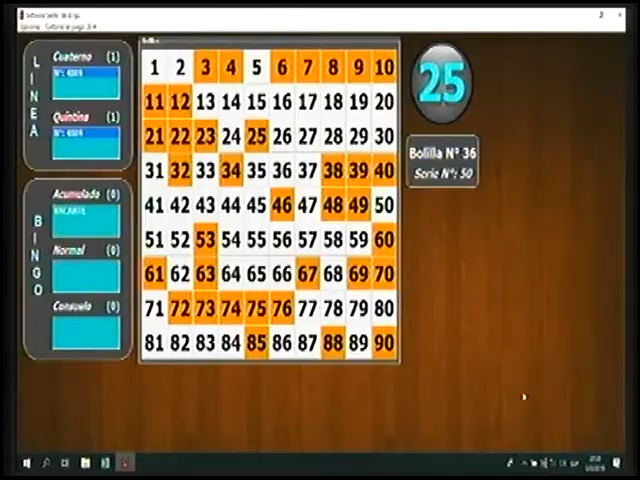 LINEA
Cuaterno (1)
Nº: 4009
Quintina (1)
Nº: 4009
BINGO
Acumulado (0)
VACANTE
Normal (0)
Consuelo (0)
1 2 3 4 5 6 7 8 9 10
11 12 13 14 15 16 17 18 19 20
21 22 23 24 25 26 27 28 29 30
31 32 33 34 35 36 37 38 39 40
41 42 43 44 45 46 47 48 49 50
51 52 53 54 55 56 57 58 59 60
61 62 63 64 65 66 67 68 69 70
71 72 73 74 75 76 77 78 79 80
81 82 83 84 85 86 87 88 89 90
25
Bolilla Nº 36
Serie Nº: 50